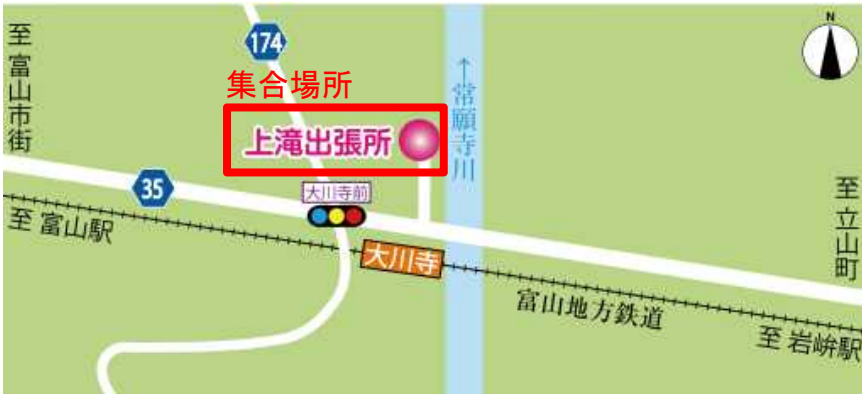 N
174
至 富山市街
集合場所
上滝出張所
↑常願寺川
35
大川寺前
至 立山町
至 富山駅
大川寺
富山地方鉄道
至 岩峅駅